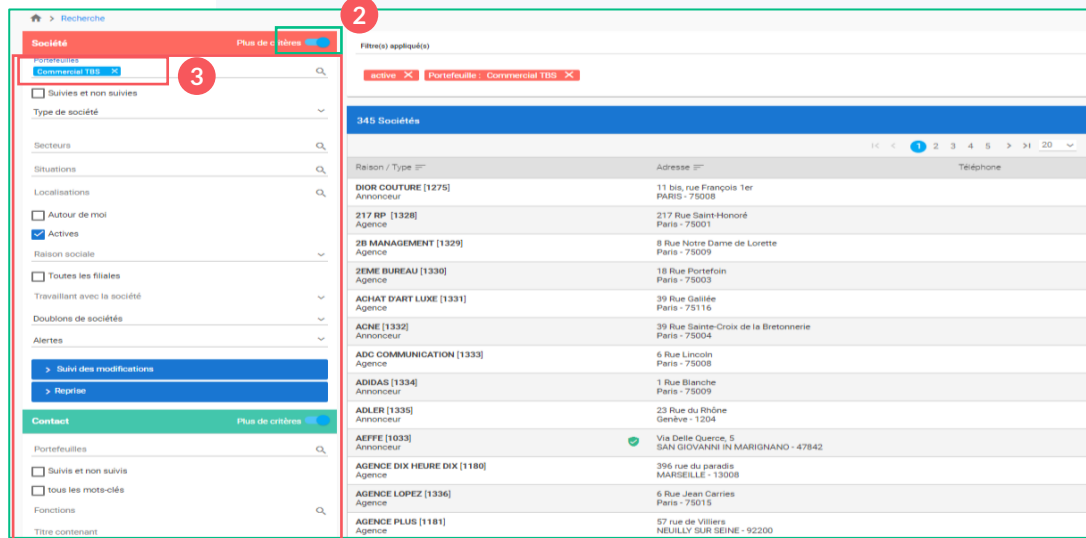 > Recherche
2
Société Plus de critères
Portefeuilles
Commercial TBS X
3
Suivies et non suivies
Type de société
Secteurs
Situations
Localisations
Autour de moi
Actives
Raison sociale
Toutes les filiales
Travaillant avec la société
Doublons de sociétés
Alertes
> Suivi des modifications
> Reprise
Contact Plus de critères
Portefeuilles
Suivis et non suivis
tous les mots-clés
Fonctions
Titre contenant
Filtre(s) appliqué(s)
active X Portefeuille : Commercial TBS X
345 Sociétés
1 2 3 4 5 20
Raison / Type Adresse Téléphone
DIOR COUTURE [1275] 11 bis, rue François 1er
Annonceur PARIS - 75008
217 RP [1328] 217 Rue Saint-Honoré
Agence Paris - 75001
2B MANAGEMENT [1329] 8 Rue Notre Dame de Lorette
Agence Paris - 75009
2EME BUREAU [1330] 18 Rue Portefoin
Agence Paris - 75003
ACHAT D'ART LUXE [1331] 39 Rue Galilée
Agence Paris - 75116
ACNE [1332] 39 Rue Sainte-Croix de la Bretonnerie
Annonceur Paris - 75004
ADC COMMUNICATION [1333] 6 Rue Lincoln
Agence Paris - 75008
ADIDAS [1334] 1 Rue Blanche
Annonceur Paris - 75009
ADLER [1335] 23 Rue du Rhône
Annonceur Genève - 1204
AEFFE [1033] Via Delle Querce, 5
Annonceur SAN GIOVANNI IN MARIGNANO - 47842
AGENCE DIX HEURE DIX [1180] 396 rue du paradis
Agence MARSEILLE - 13008
AGENCE LOPEZ [1336] 6 Rue Jean Carries
Agence Paris - 75015
AGENCE PLUS [1181] 57 rue de Villiers
Agence NEUILLY SUR SEINE - 92200